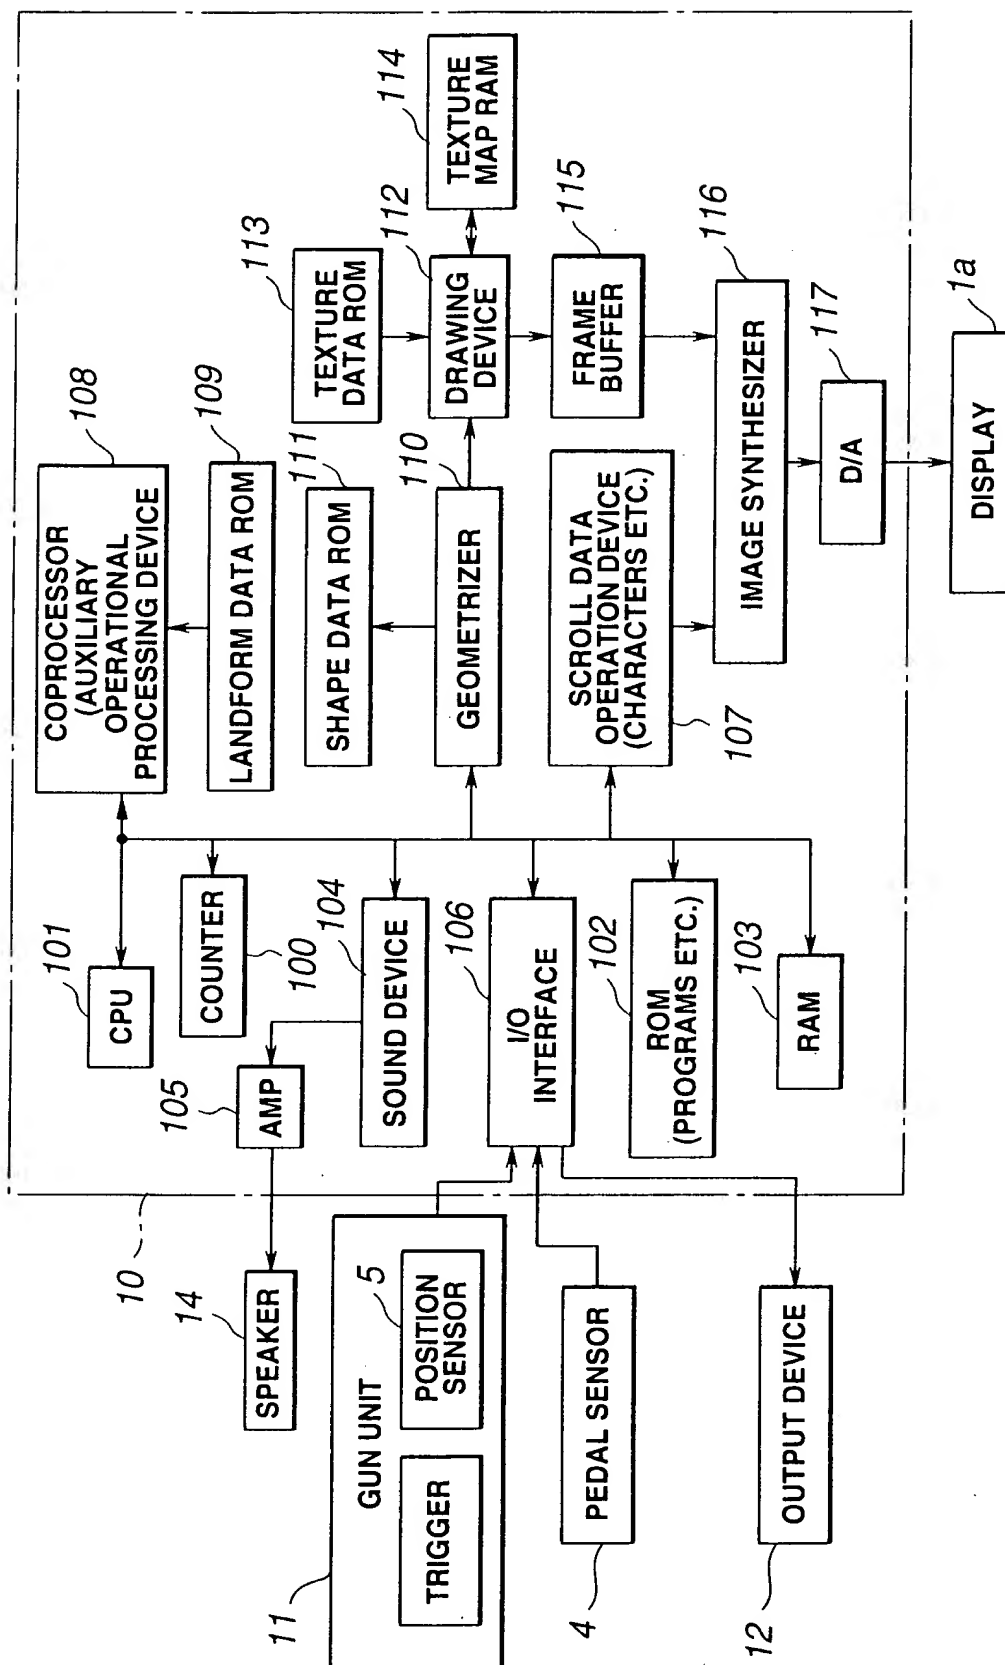 10
11
GUN UNIT
TRIGGER
POSITION
SENSOR
5
14
SPEAKER
4
PEDAL SENSOR
12
OUTPUT DEVICE
101
CPU
100
COUNTER
105
AMP
104
SOUND DEVICE
106
I/O
INTERFACE
102
ROM
(PROGRAMS ETC.)
103
RAM
108
COPROCESSOR
(AUXILIARY
OPERATIONAL
PROCESSING DEVICE
109
LANDFORM DATA ROM
111
SHAPE DATA ROM
110
GEOMETRIZER
107
SCROLL DATA
OPERATION DEVICE
(CHARACTERS ETC.)
113
TEXTURE
DATA ROM
112
DRAWING
DEVICE
114
TEXTURE
MAP RAM
115
FRAME
BUFFER
116
IMAGE SYNTHESIZER
117
D/A
1a
DISPLAY